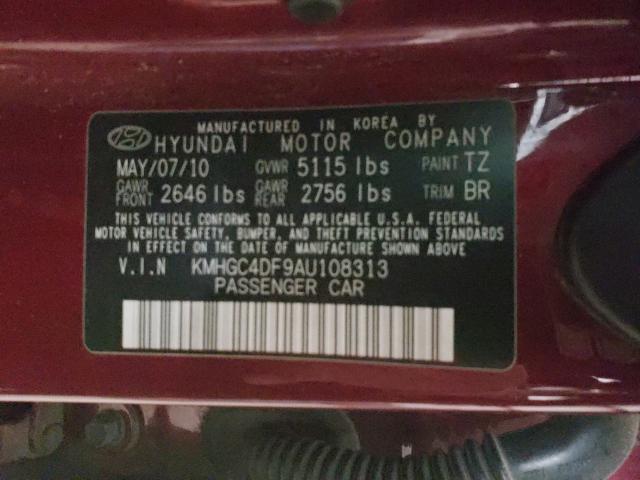 MANUFACTURED IN KOREA BY
HYUNDAI MOTOR COMPANY
MAY/07/10 GVWR 5115 lbs PAINT TZ
GAWR FRONT 2646 lbs GAWR REAR 2756 lbs TRIM BR
THIS VEHICLE CONFORMS TO ALL APPLICABLE U.S.A. FEDERAL
MOTOR VEHICLE SAFETY, BUMPER, AND THEFT PREVENTION STANDARDS
IN EFFECT ON THE DATE OF MANUFACTURE SHOWN ABOVE
V.I.N KMHGC4DF9AU108313
PASSENGER CAR